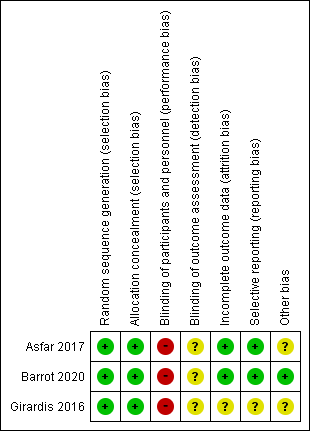 Random sequence generation (selection bias)
Allocation concealment (selection bias)
Blinding of participants and personnel (performance bias)
Blinding of outcome assessment (detection bias)
Incomplete outcome data (attrition bias)
Selective reporting (reporting bias)
Other bias
Asfar 2017 + + - ? + + ?
Barrot 2020 + + - ? + + +
Girardis 2016 + + - ? ? ? ?